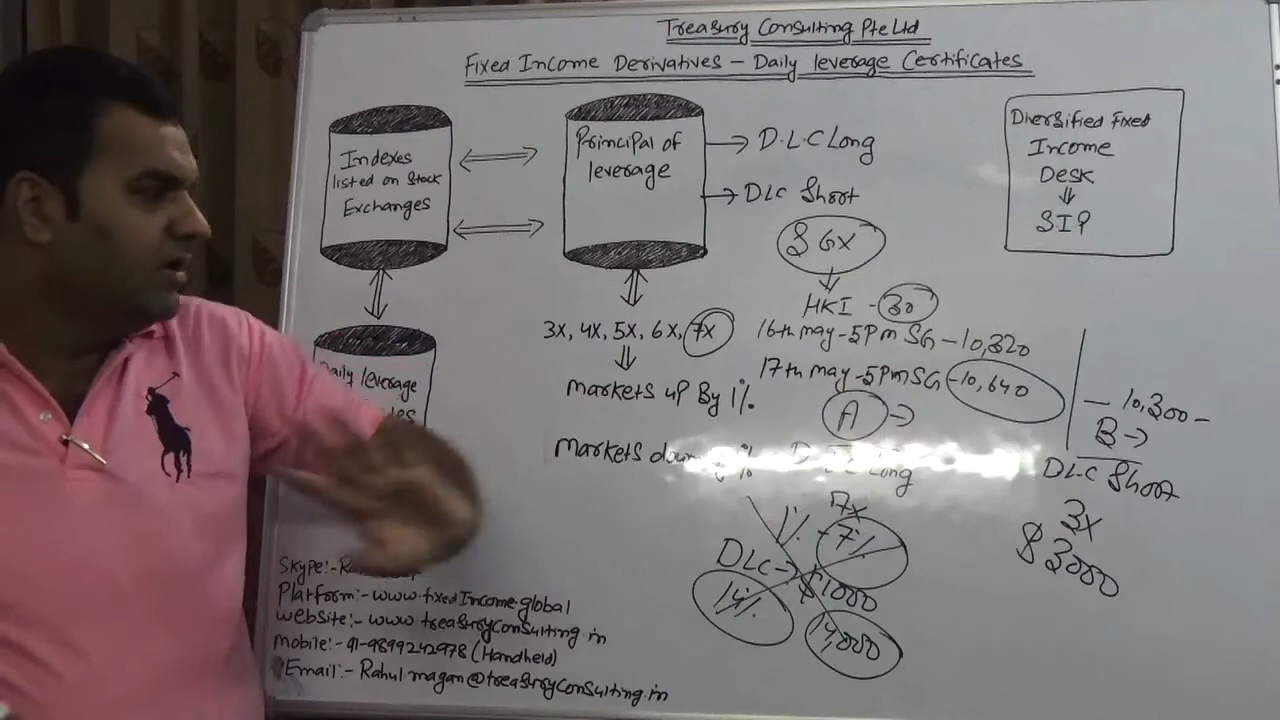 Treasury Consulting Pte Ltd
Fixed Income Derivatives – Daily leverage Certificates
Indexes
listed on Stock
Exchanges
Principal of
leverage
D.L.C Long
DLC Short
Diversified Fixed
Income
Desk
SIP
SGX
HKI - 30
3X, 4X, 5X, 6X, 7X
16th may - 5Pm SG - 10,320
17th may - 5Pm SG - 10,640
Daily leverage
Markets up By 1%
A
- 10,300 -
B
Markets
%
Long
DLC Short
7x
1% - 7%
3x
$ 3000
DLC
$1000
14%
14,000
Skype:-
Platform:- www.fixedIncome.global
Website:- www.treasuryconsulting.in
Mobile:- 91-9899242978 (Handheld)
Email:- Rahul.magan@treasuryconsulting.in